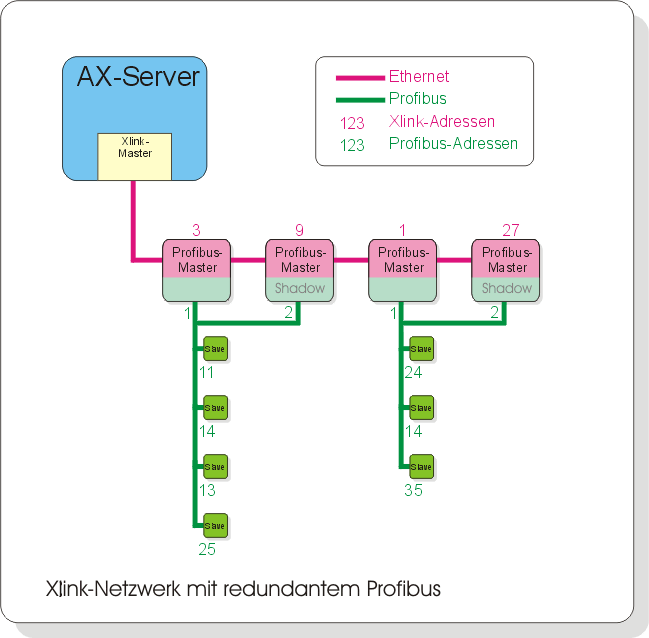 AX-Server
Xlink-
Master
Ethernet
Profibus
123 Xlink-Adressen
123 Profibus-Adressen
3 9 1 27
Profibus-
Master
Profibus-
Master
Shadow
Profibus-
Master
Profibus-
Master
Shadow
1 2 1 2
Slave Slave
11 24
Slave Slave
14 14
Slave Slave
13 35
Slave
25
Xlink-Netzwerk mit redundantem Profibus